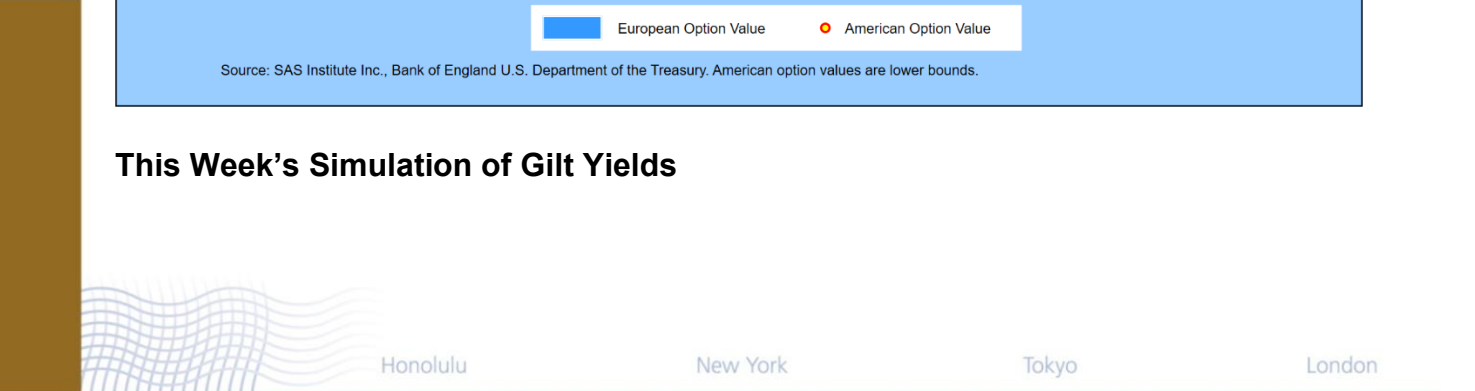 European Option Value American Option Value
Source: SAS Institute Inc., Bank of England U.S. Department of the Treasury. American option values are lower bounds.
This Week’s Simulation of Gilt Yields
Honolulu New York Tokyo London